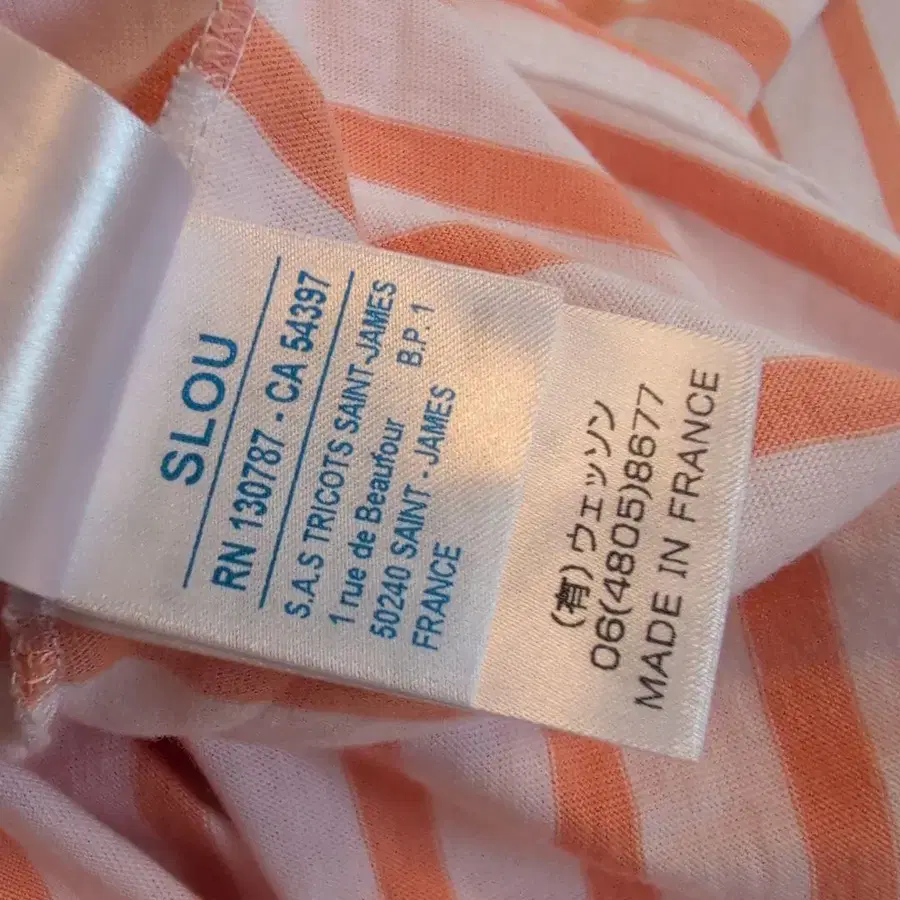 SLOU
RN 130787 - CA 54397
S.A.S TRICOTS SAINT-JAMES
1 rue de Beaufour B.P. 1
50240 SAINT - JAMES
FRANCE
(有)ウェッソン
06(4805)8677
MADE IN FRANCE